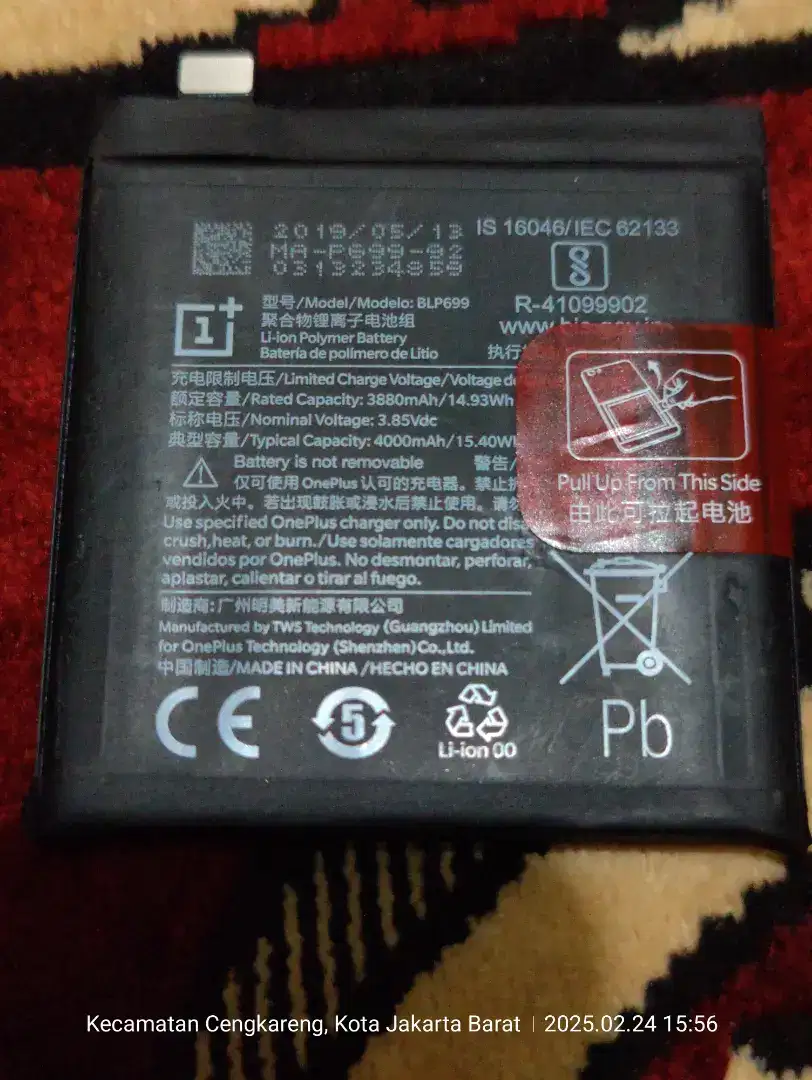 2019/05/13
IS 16046/IEC 62133
0313234859
R-41099902
型号/Model/Modelo: BLP699
聚合物锂离子电池组
Li-ion Polymer Battery
Batería de polímero de Litio
执行
充电限制电压/Limited Charge Voltage/Voltage
额定容量/Rated Capacity: 3880mAh/14.93Wh
标称电压/Nominal Voltage: 3.85Vdc
典型容量/Typical Capacity: 4000mAh/15.40W
Battery is not removable 警告/
仅可使用 OnePlus 认可的充电器。禁止
或投入火中。若出现鼓胀或浸水后禁止使用。请勿
Use specified OnePlus charger only. Do not dis
crush,heat, or burn./Use solamente cargadores
vendidos por OnePlus. No desmontar, perforar,
aplastar, calientar o tirar al fuego.
制造商: 广州明美新能源有限公司
Manufactured by TWS Technology (Guangzhou) Limited
for OnePlus Technology (Shenzhen)Co.,Ltd.
中国制造/MADE IN CHINA /HECHO EN CHINA
Pull Up From This Side
由此可拉起电池
CE
5
Li-ion 00
Pb
Kecamatan Cengkareng, Kota Jakarta Barat | 2025.02.24 15:56